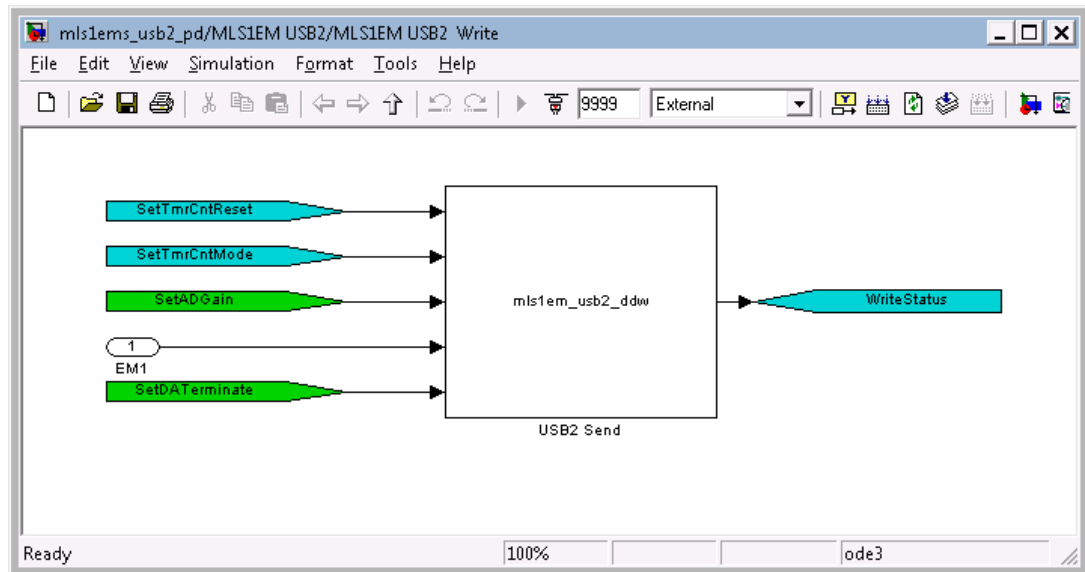 mls1ems_usb2_pd/MLS1EM USB2/MLS1EM USB2 Write
File Edit View Simulation Format Tools Help
9999 External
SetTmrCntReset
SetTmrCntMode
SetADGain
mls1em_usb2_ddw
WriteStatus
1
EM1
SetDATerminate
USB2 Send
Ready 100% ode3